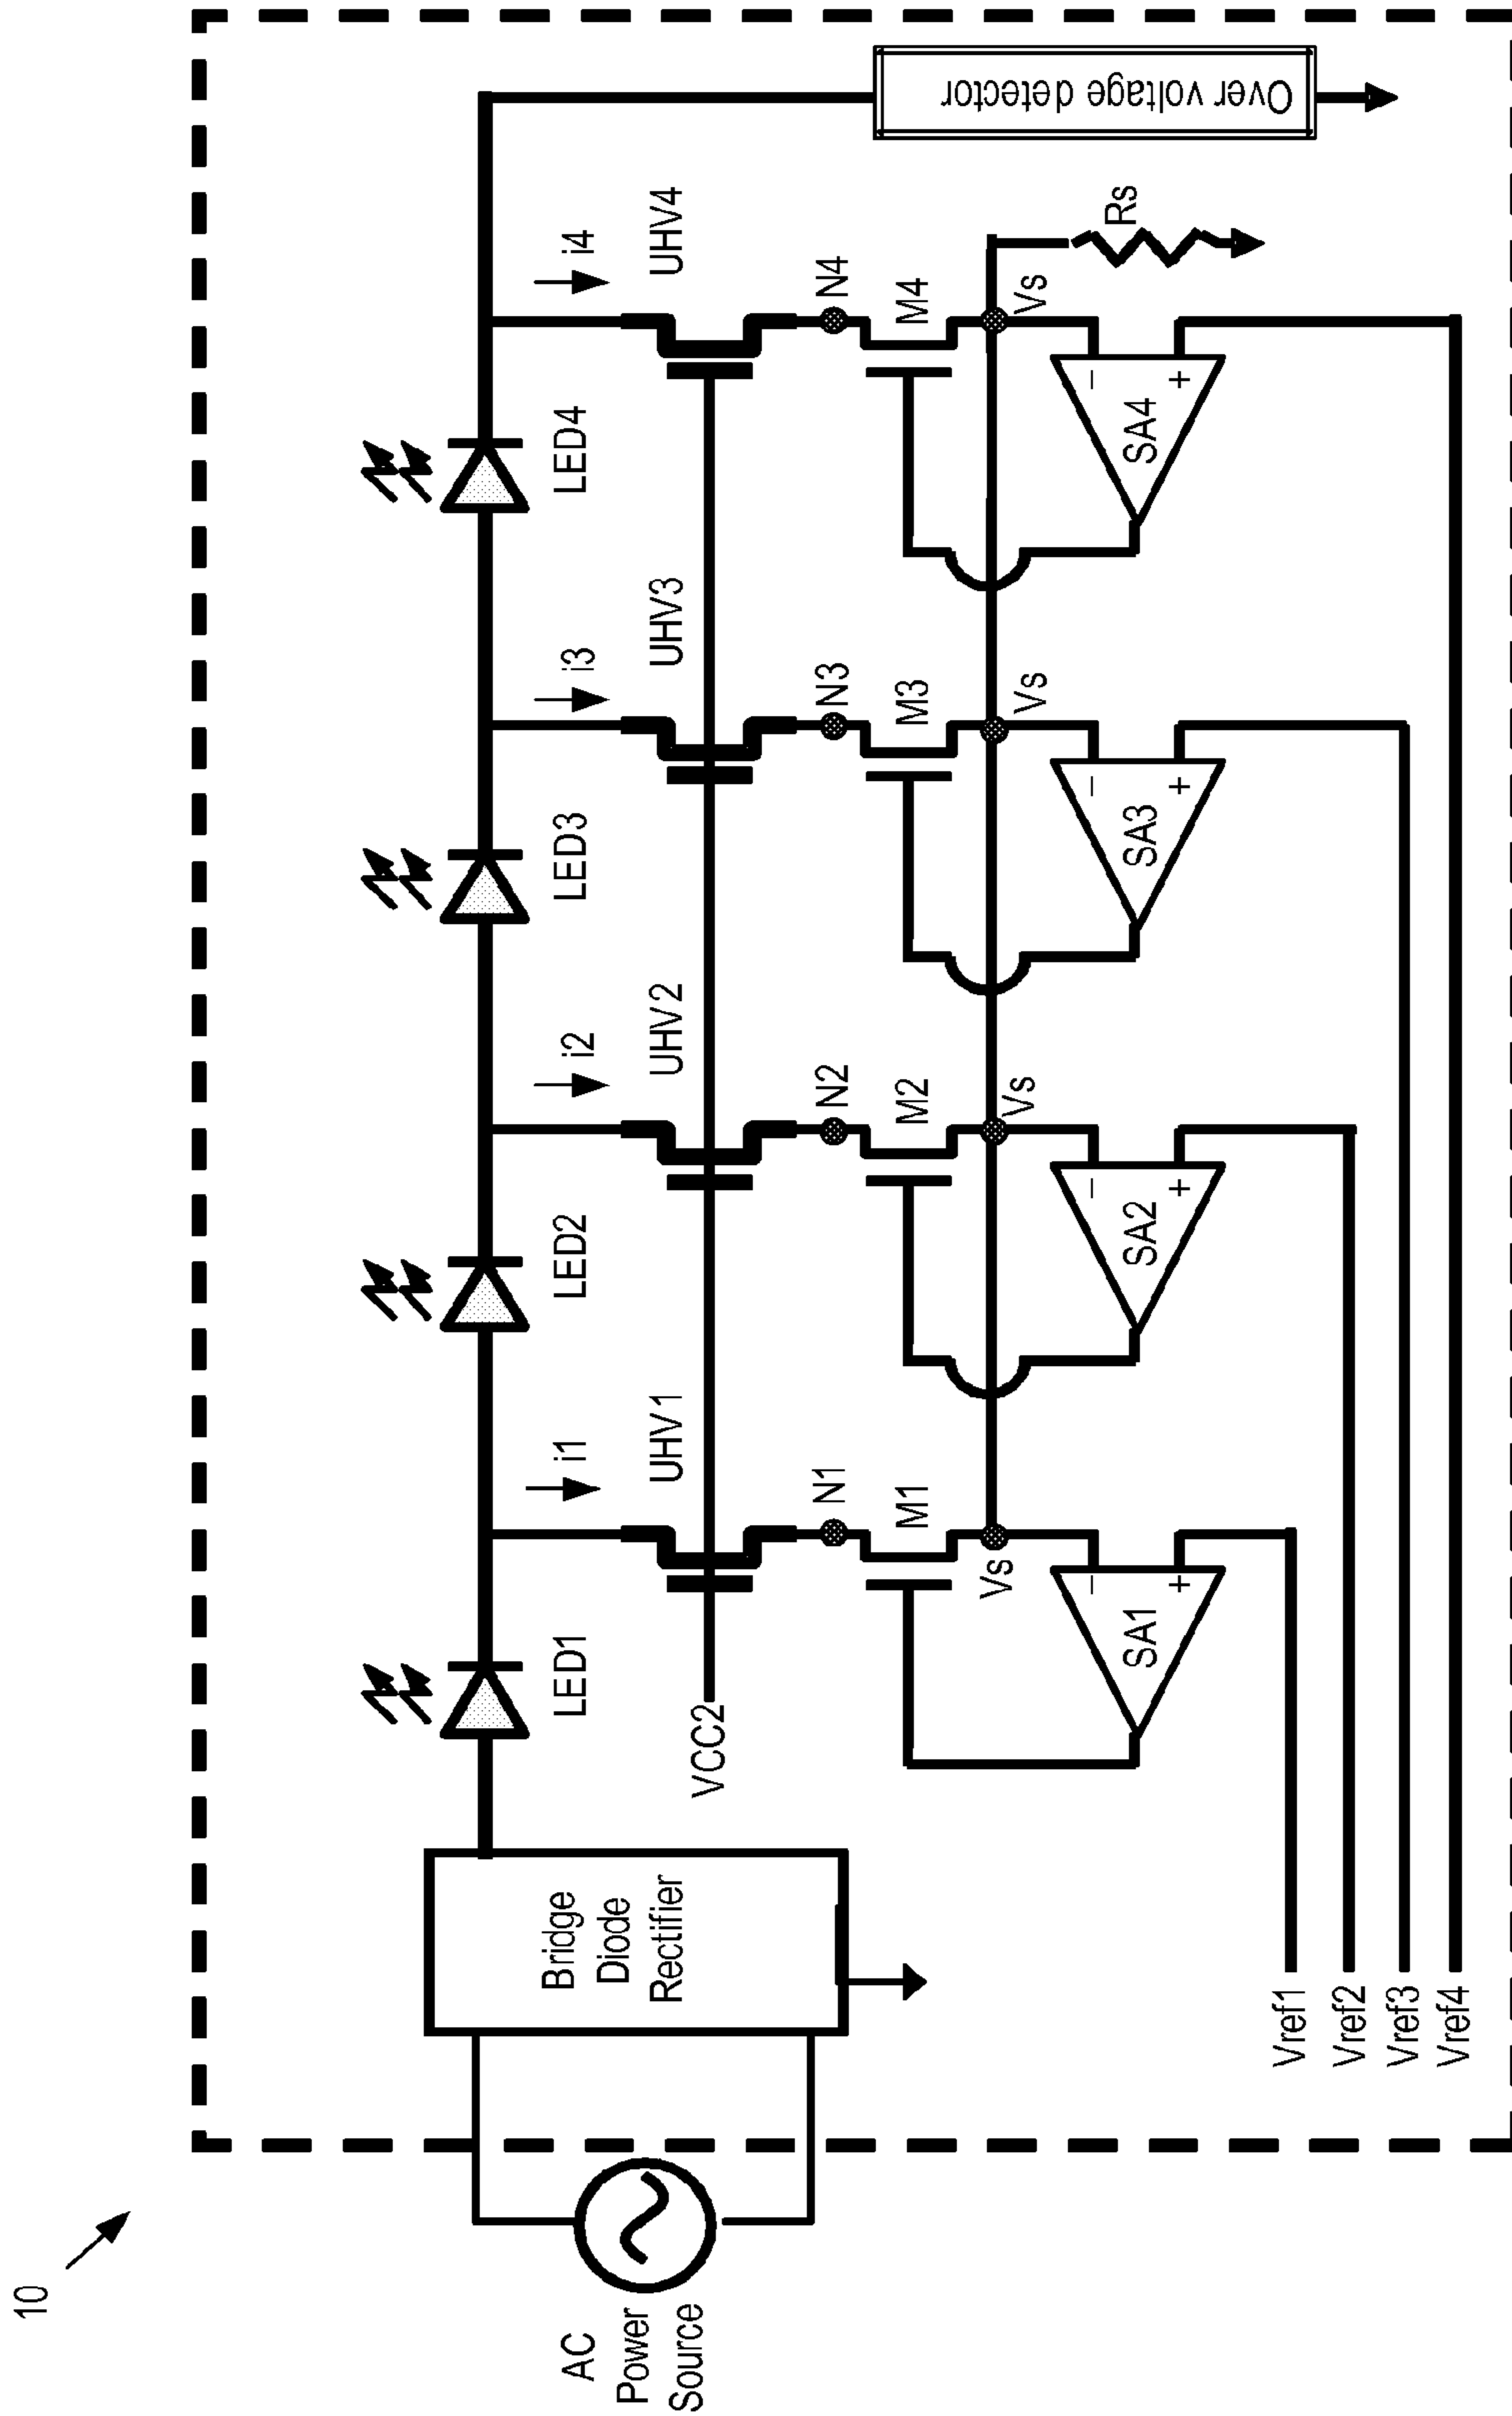 10
AC
Power
Source
Bridge
Diode
Rectifier
LED1
LED2
LED3
LED4
i1
i2
i3
i4
UHV1
UHV2
UHV3
UHV4
VCC2
N1
N2
N3
N4
M1
M2
M3
M4
Vs
Vs
Vs
Vs
Rs
Over voltage detector
-
+
SA1
-
+
SA2
-
+
SA3
-
+
SA4
Vref1
Vref2
Vref3
Vref4